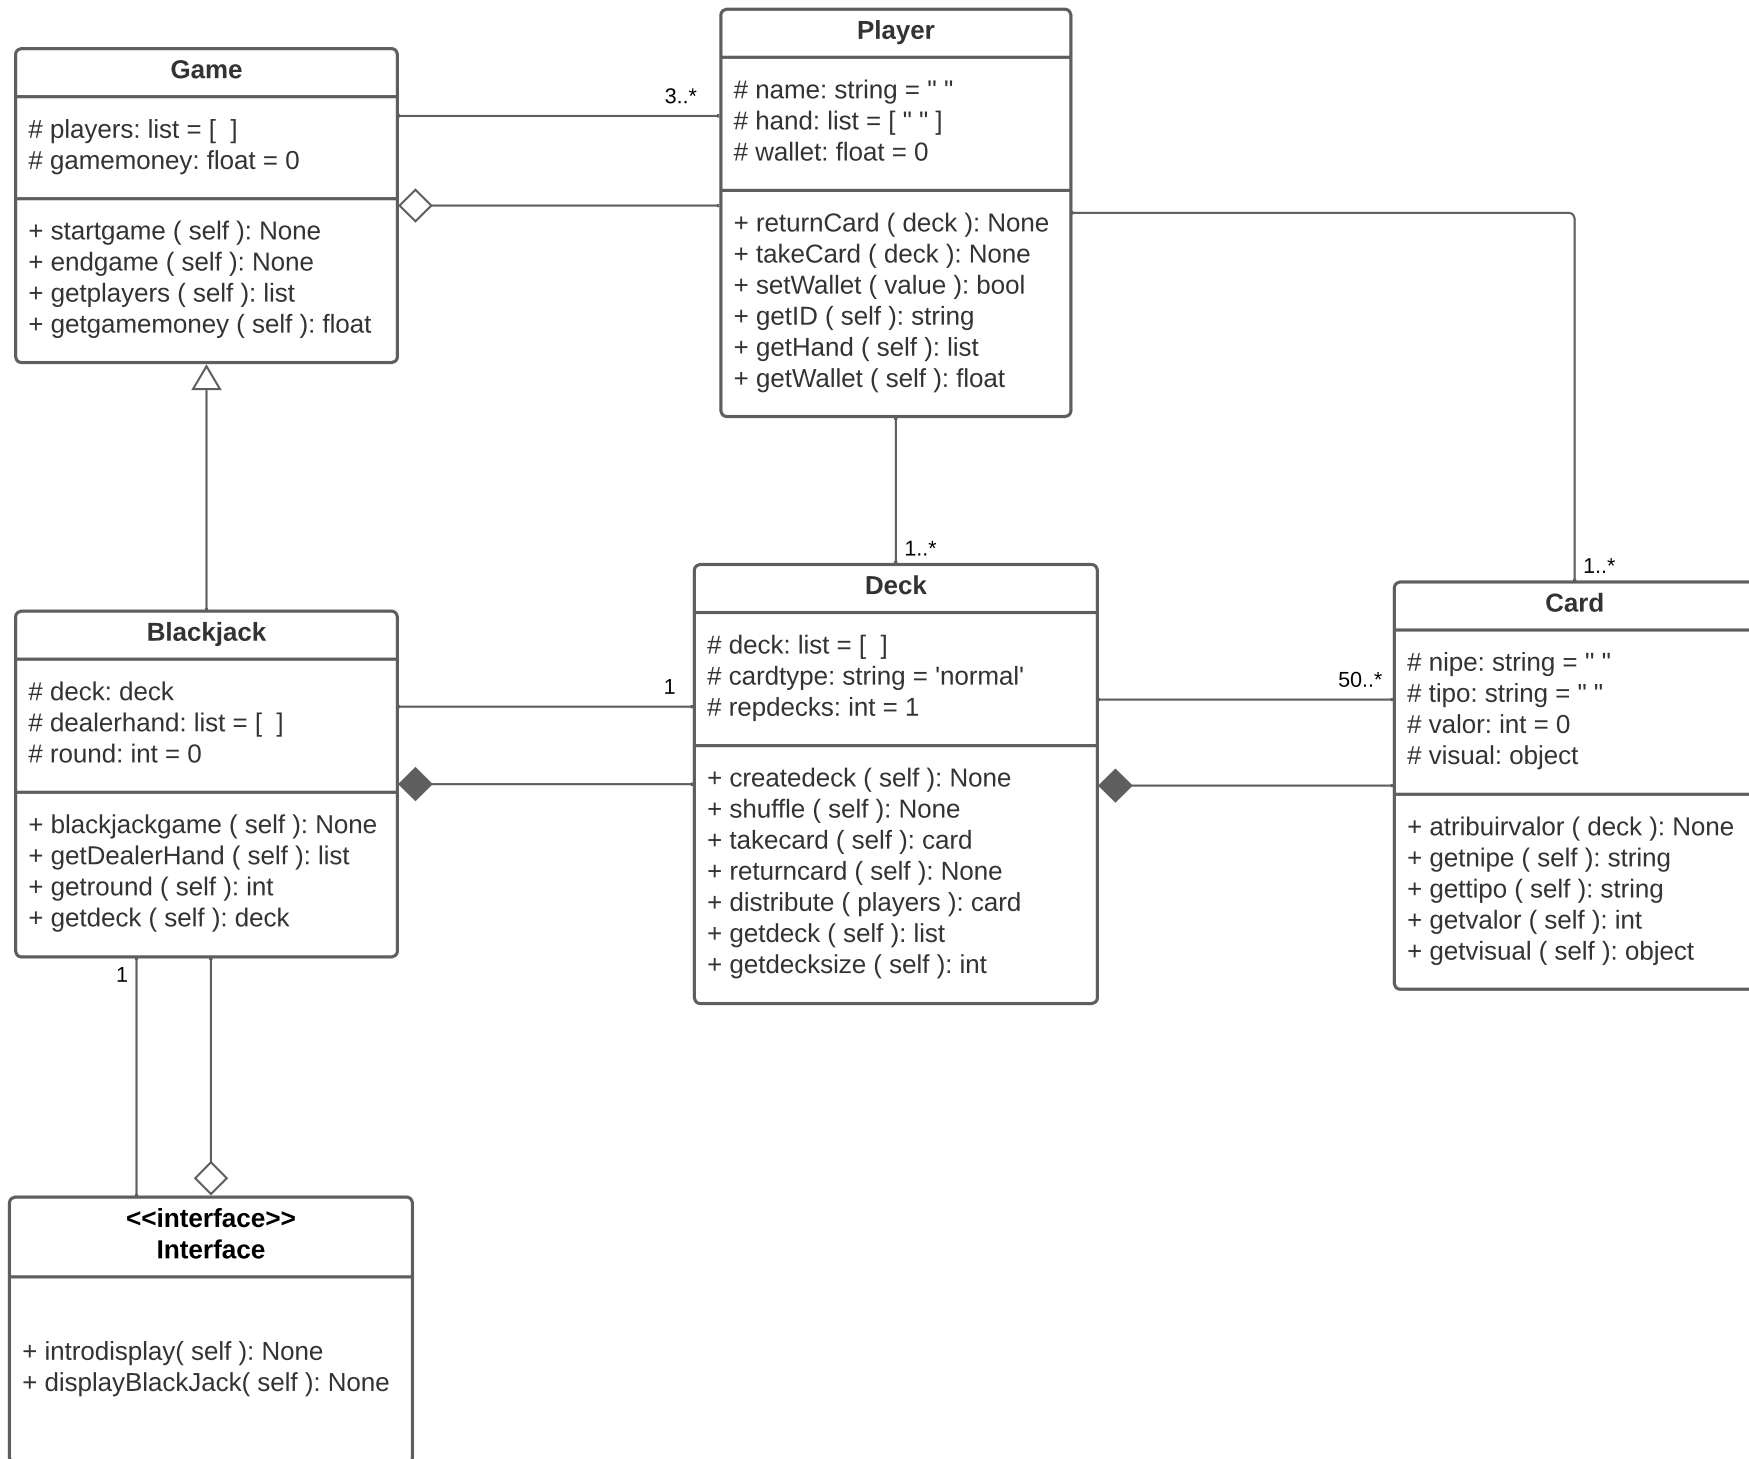 Game
# players: list = [  ]
# gamemoney: float = 0
+ startgame ( self ): None
+ endgame ( self ): None
+ getplayers ( self ): list
+ getgamemoney ( self ): float
3..*
Player
# name: string = " "
# hand: list = [ " " ]
# wallet: float = 0
+ returnCard ( deck ): None
+ takeCard ( deck ): None
+ setWallet ( value ): bool
+ getID ( self ): string
+ getHand ( self ): list
+ getWallet ( self ): float
1..*
1..*
Blackjack
# deck: deck
# dealerhand: list = [  ]
# round: int = 0
+ blackjackgame ( self ): None
+ getDealerHand ( self ): list
+ getround ( self ): int
+ getdeck ( self ): deck
1
1
Deck
# deck: list = [  ]
# cardtype: string = 'normal'
# repdecks: int = 1
+ createdeck ( self ): None
+ shuffle ( self ): None
+ takecard ( self ): card
+ returncard ( self ): None
+ distribute ( players ): card
+ getdeck ( self ): list
+ getdecksize ( self ): int
50..*
Card
# nipe: string = " "
# tipo: string = " "
# valor: int = 0
# visual: object
+ atribuirvalor ( deck ): None
+ getnipe ( self ): string
+ gettipo ( self ): string
+ getvalor ( self ): int
+ getvisual ( self ): object
<<interface>>
Interface
+ introdisplay( self ): None
+ displayBlackJack( self ): None